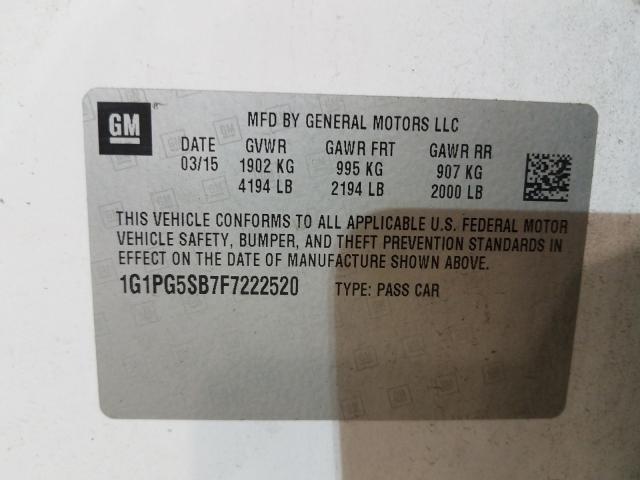 GM
MFD BY GENERAL MOTORS LLC
DATE GVWR GAWR FRT GAWR RR
03/15 1902 KG 995 KG 907 KG
4194 LB 2194 LB 2000 LB
THIS VEHICLE CONFORMS TO ALL APPLICABLE U.S. FEDERAL MOTOR
VEHICLE SAFETY, BUMPER, AND THEFT PREVENTION STANDARDS IN
EFFECT ON THE DATE OF MANUFACTURE SHOWN ABOVE.
1G1PG5SB7F7222520 TYPE: PASS CAR